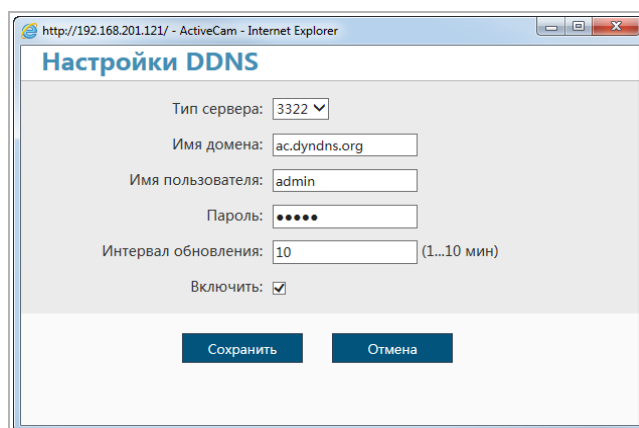 http://192.168.201.121/ - ActiveCam - Internet Explorer
Настройки DDNS
Тип сервера: 3322
Имя домена: ac.dyndns.org
Имя пользователя: admin
Пароль: •••••
Интервал обновления: 10 (1...10 мин)
Включить:
Сохранить Отмена